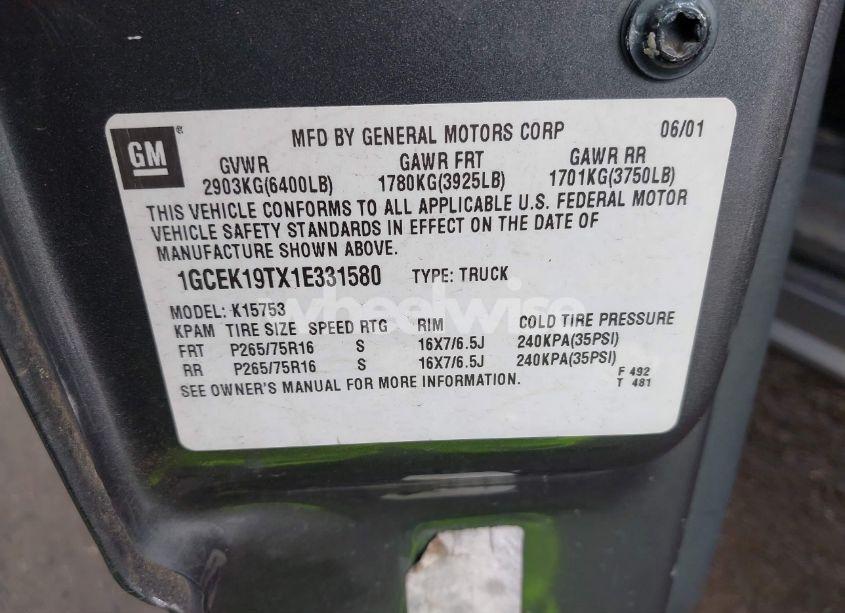 GM
®
MFD BY GENERAL MOTORS CORP 06/01
GVWR GAWR FRT GAWR RR
2903KG(6400LB) 1780KG(3925LB) 1701KG(3750LB)
THIS VEHICLE CONFORMS TO ALL APPLICABLE U.S. FEDERAL MOTOR
VEHICLE SAFETY STANDARDS IN EFFECT ON THE DATE OF
MANUFACTURE SHOWN ABOVE.
1GCEK19TX1E331580 TYPE: TRUCK
wheelwise
MODEL: K15753
KPAM TIRE SIZE SPEED RTG RIM COLD TIRE PRESSURE
FRT P265/75R16 S 16X7/6.5J 240KPA(35PSI)
RR P265/75R16 S 16X7/6.5J 240KPA(35PSI)
SEE OWNER'S MANUAL FOR MORE INFORMATION.
F 492
T 481